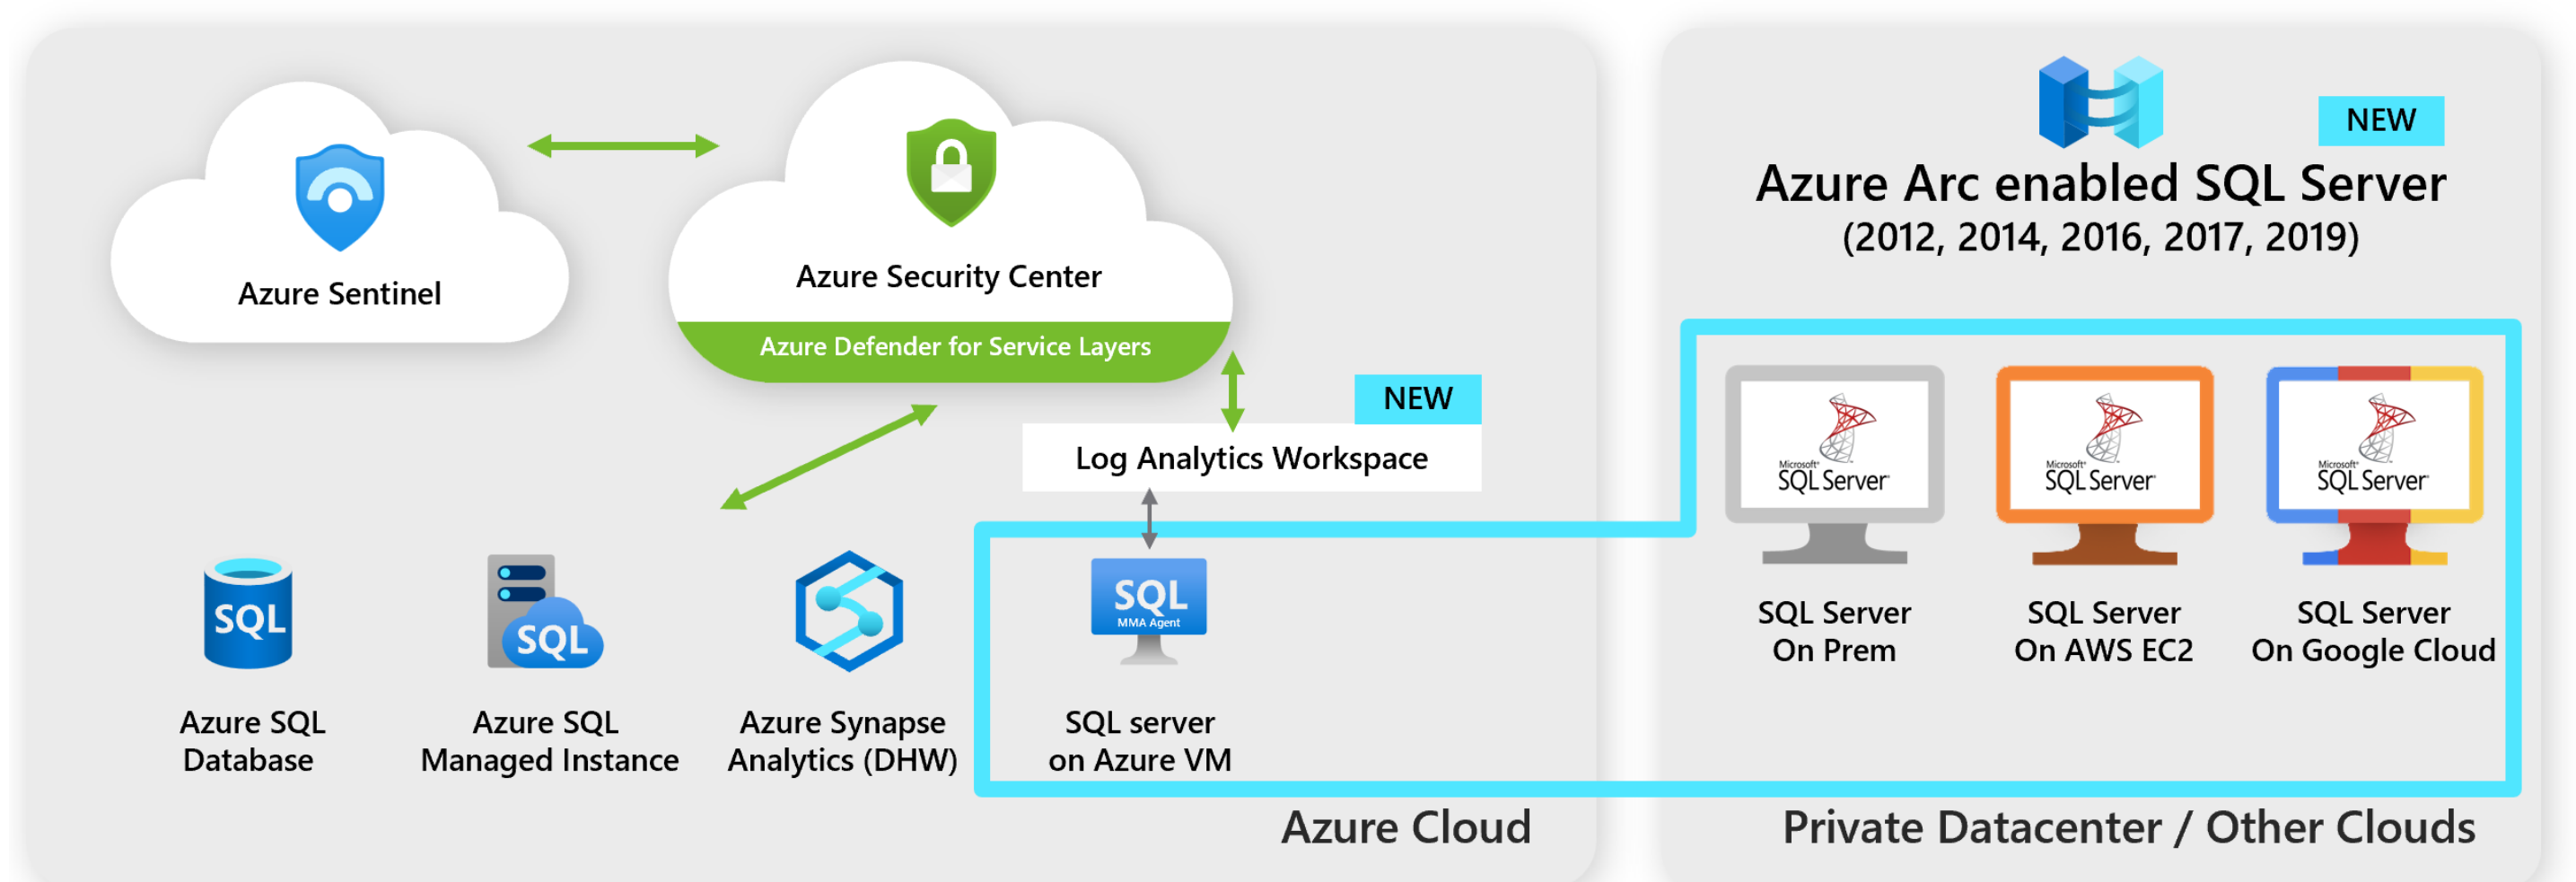 Azure Sentinel
Azure Security Center
Azure Defender for Service Layers
NEW
Log Analytics Workspace
SQL
Azure SQL
Database
SQL
Azure SQL
Managed Instance
Azure Synapse
Analytics (DHW)
SQL
MMA Agent
SQL server
on Azure VM
Azure Cloud
NEW
Azure Arc enabled SQL Server
(2012, 2014, 2016, 2017, 2019)
Microsoft®
SQL Server®
SQL Server
On Prem
Microsoft®
SQL Server®
SQL Server
On AWS EC2
Microsoft®
SQL Server®
SQL Server
On Google Cloud
Private Datacenter / Other Clouds